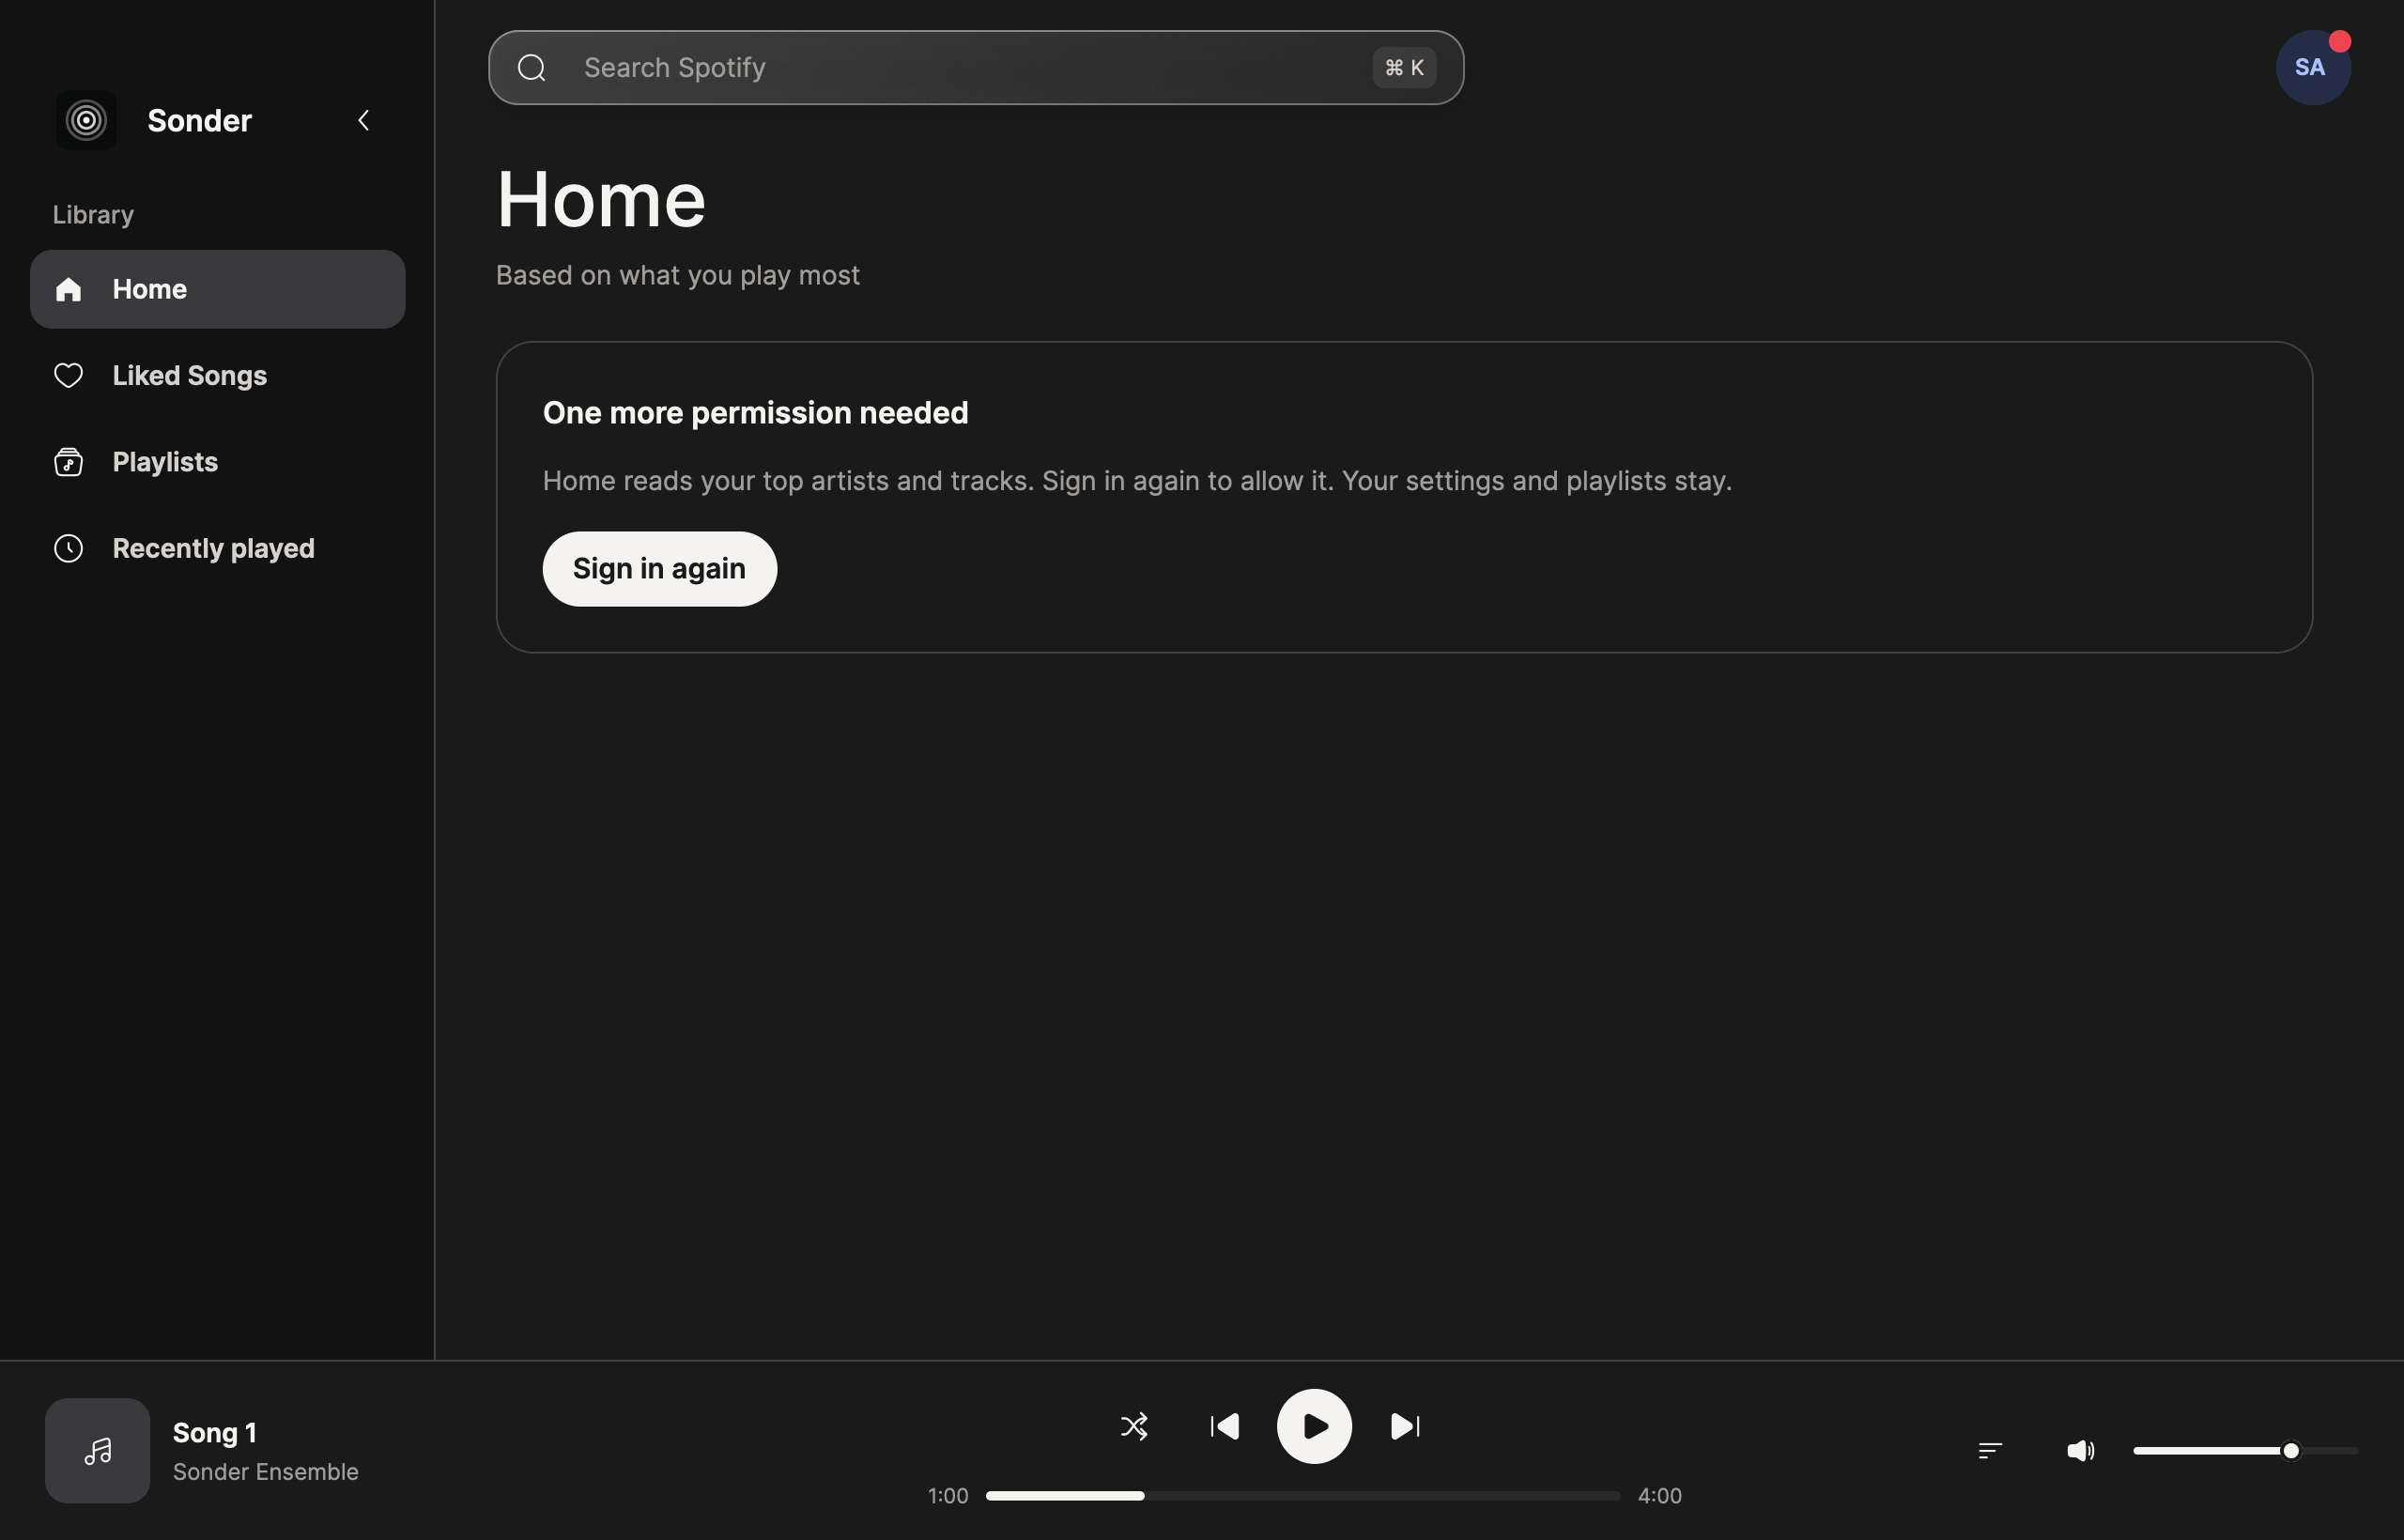 Search Spotify
⌘ K
SA
Sonder
Library
Home
Liked Songs
Playlists
Recently played
Home
Based on what you play most
One more permission needed
Home reads your top artists and tracks. Sign in again to allow it. Your settings and playlists stay.
Sign in again
Song 1
Sonder Ensemble
1:00
4:00